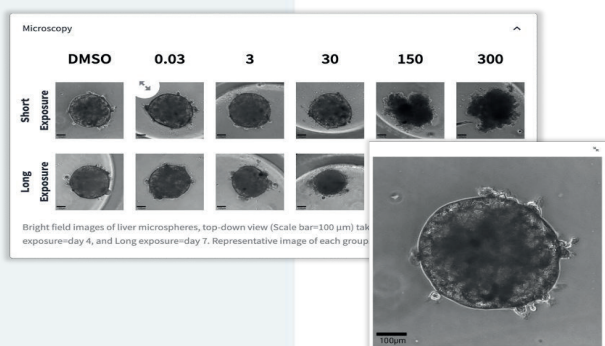 Microscopy
DMSO 0.03 3 30 150 300
Short
Exposure
Long
Exposure
Bright field images of liver microspheres, top-down view (Scale bar=100 μm) tak
exposure=day 4, and Long exposure=day 7. Representative image of each group
100μm